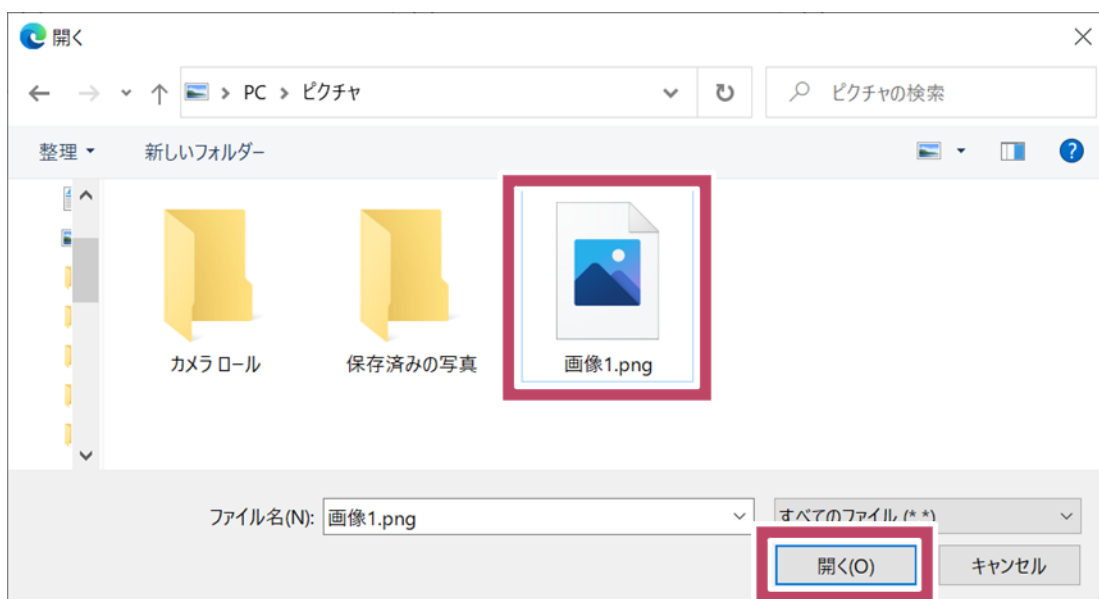 開く
PC ピクチャ
ピクチャの検索
整理
新しいフォルダー
?
カメラ ロール
保存済みの写真
画像1.png
ファイル名(N):
画像1.png
すべてのファイル (*.*)
開く(O)
キャンセル